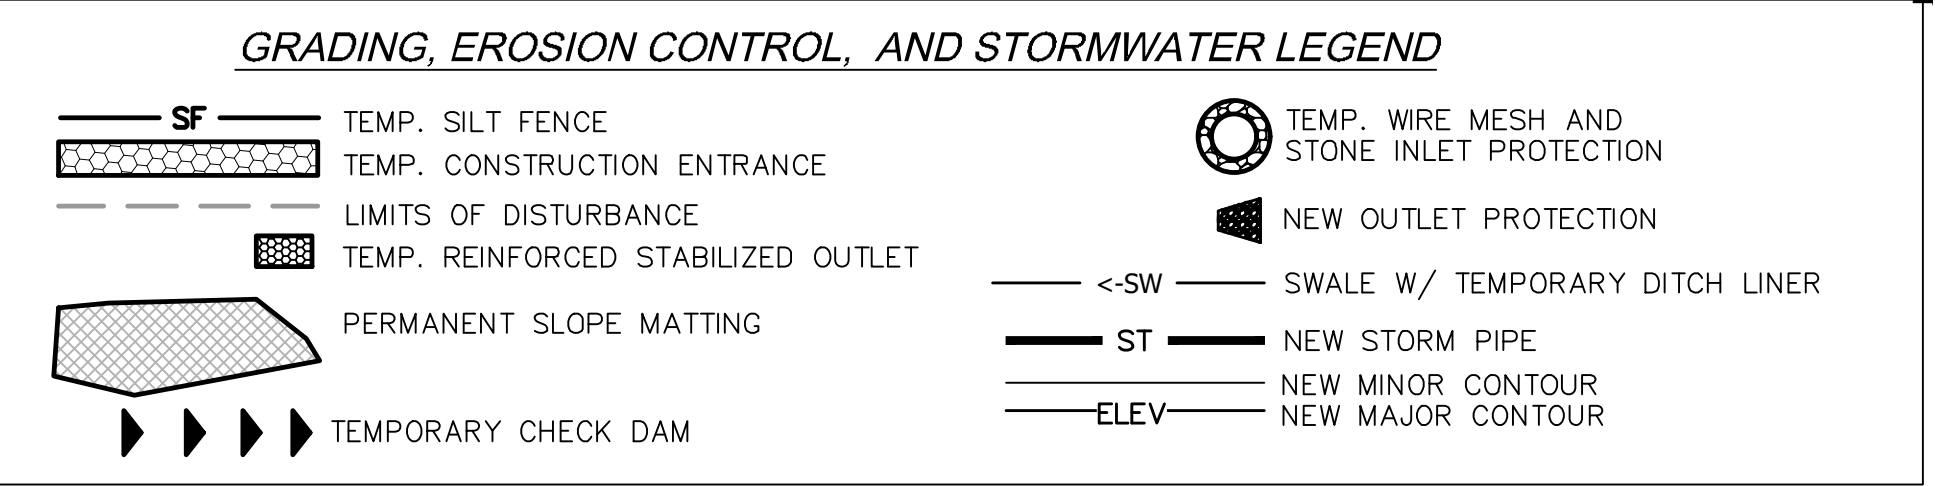 GRADING, EROSION CONTROL, AND STORMWATER LEGEND
SF TEMP. SILT FENCE
TEMP. CONSTRUCTION ENTRANCE
LIMITS OF DISTURBANCE
TEMP. REINFORCED STABILIZED OUTLET
PERMANENT SLOPE MATTING
TEMPORARY CHECK DAM
TEMP. WIRE MESH AND
STONE INLET PROTECTION
NEW OUTLET PROTECTION
<-SW SWALE W/ TEMPORARY DITCH LINER
ST NEW STORM PIPE
NEW MINOR CONTOUR
ELEV NEW MAJOR CONTOUR